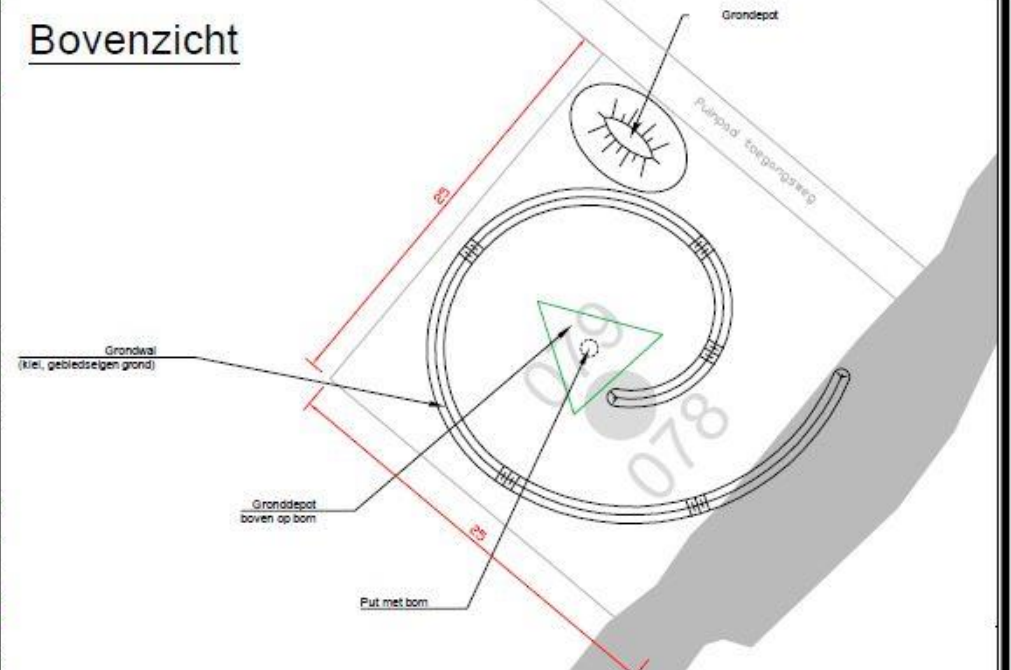 Bovenzicht
Grondepot
Puinpad toegangsweg
25
079
078
Grondwal
(klei, gebiedseigen grond)
Gronddepot
boven op bom
25
Put met bom